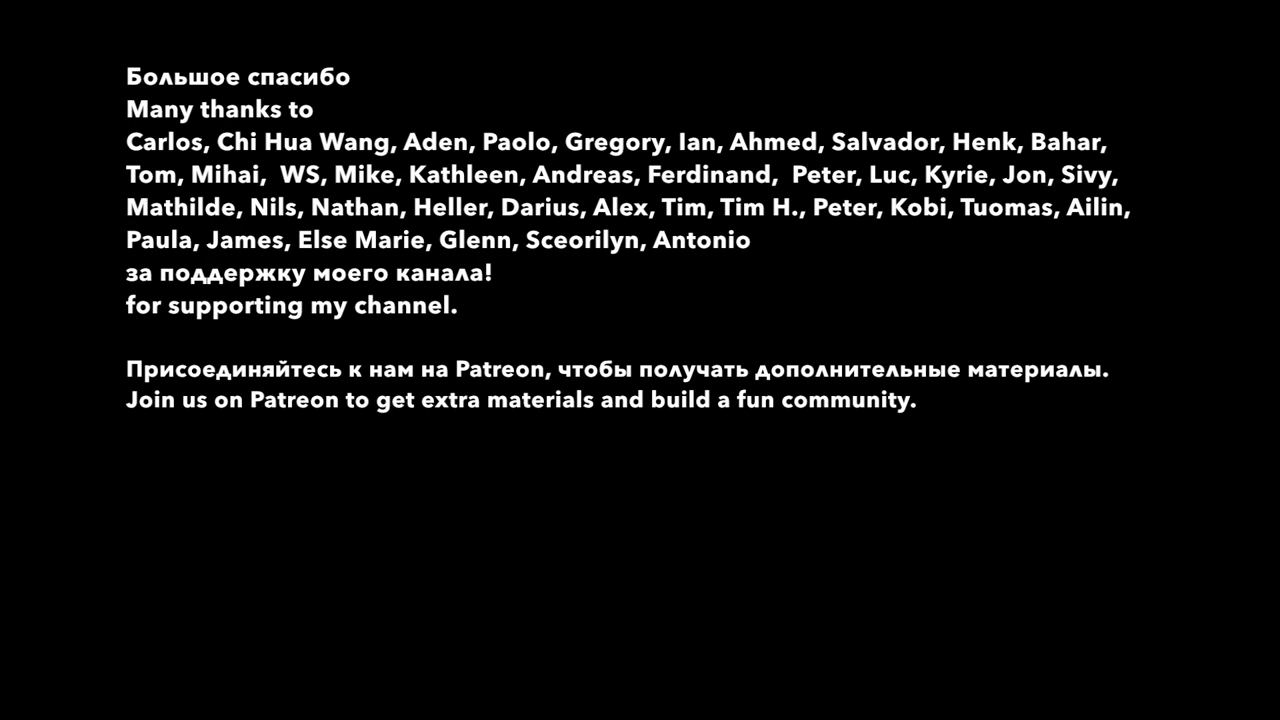 Большое спасибо
Many thanks to
Carlos, Chi Hua Wang, Aden, Paolo, Gregory, Ian, Ahmed, Salvador, Henk, Bahar,
Tom, Mihai,  WS, Mike, Kathleen, Andreas, Ferdinand,  Peter, Luc, Kyrie, Jon, Sivy,
Mathilde, Nils, Nathan, Heller, Darius, Alex, Tim, Tim H., Peter, Kobi, Tuomas, Ailin,
Paula, James, Else Marie, Glenn, Sceorilyn, Antonio
за поддержку моего канала!
for supporting my channel.
Присоединяйтесь к нам на Patreon, чтобы получать дополнительные материалы.
Join us on Patreon to get extra materials and build a fun community.